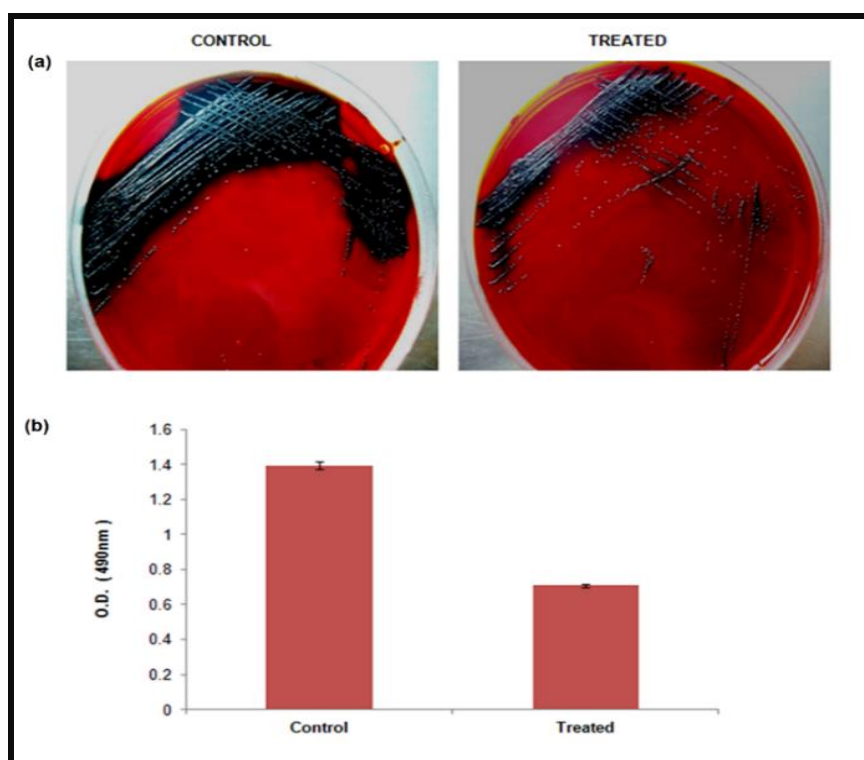 CONTROL TREATED
(a)
(b)
1.6
1.4
1.2
1
0.8
0.6
0.4
0.2
0
O.D. ( 490nm )
Control Treated